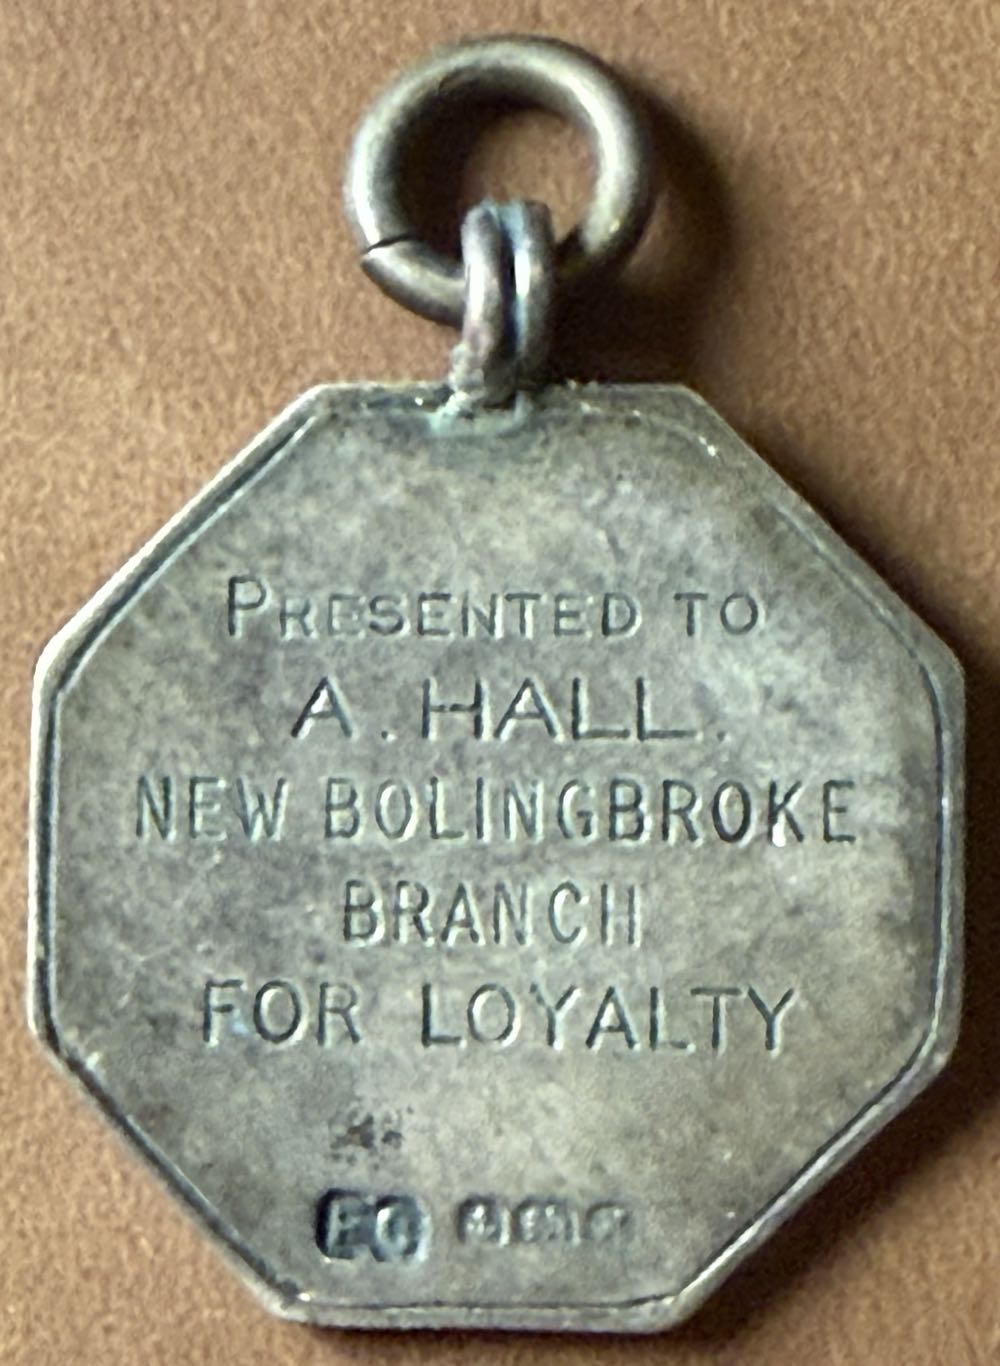 PRESENTED TO
A. HALL.
NEW BOLINGBROKE
BRANCH
FOR LOYALTY